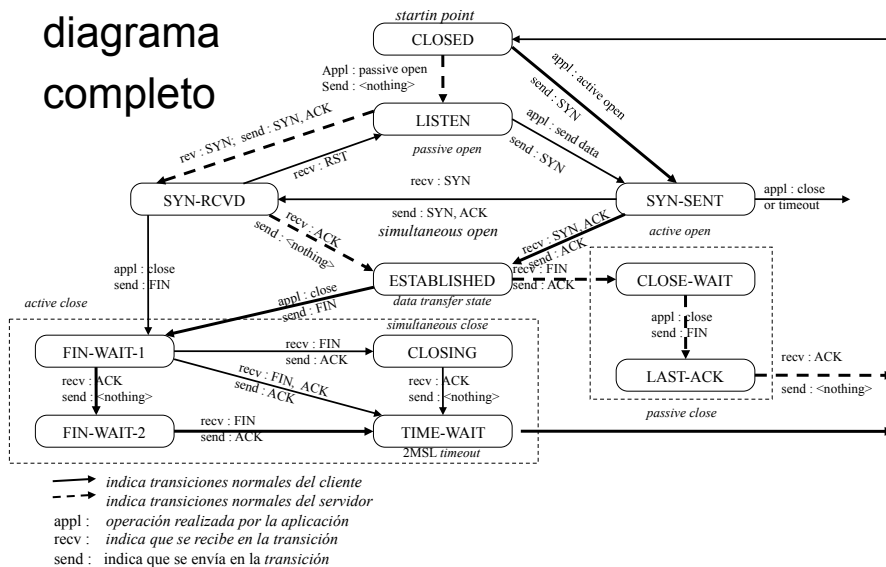 diagrama
completo
startin point
CLOSED
Appl : passive open
Send : <nothing>
appl : active open
send : SYN
rev : SYN;  send : SYN, ACK
LISTEN
passive open
appl : send data
send : SYN
recv : RST
SYN-RCVD
recv : SYN
send : SYN, ACK
simultaneous open
SYN-SENT
active open
appl : close
or timeout
recv : ACK
send : <nothing>
recv : SYN, ACK
send : ACK
appl : close
send : FIN
ESTABLISHED
data transfer state
recv : FIN
send : ACK
CLOSE-WAIT
appl : close
send : FIN
active close
appl : close
send : FIN
simultaneous close
FIN-WAIT-1
recv : FIN
send : ACK
CLOSING
LAST-ACK
recv : ACK
send : <nothing>
passive close
recv : ACK
send : <nothing>
recv : FIN, ACK
send : ACK
recv : ACK
send : <nothing>
FIN-WAIT-2
recv : FIN
send : ACK
TIME-WAIT
2MSL timeout
indica transiciones normales del cliente
indica transiciones normales del servidor
appl : operación realizada por la aplicación
recv : indica que se recibe en la transición
send : indica que se envía en la transición